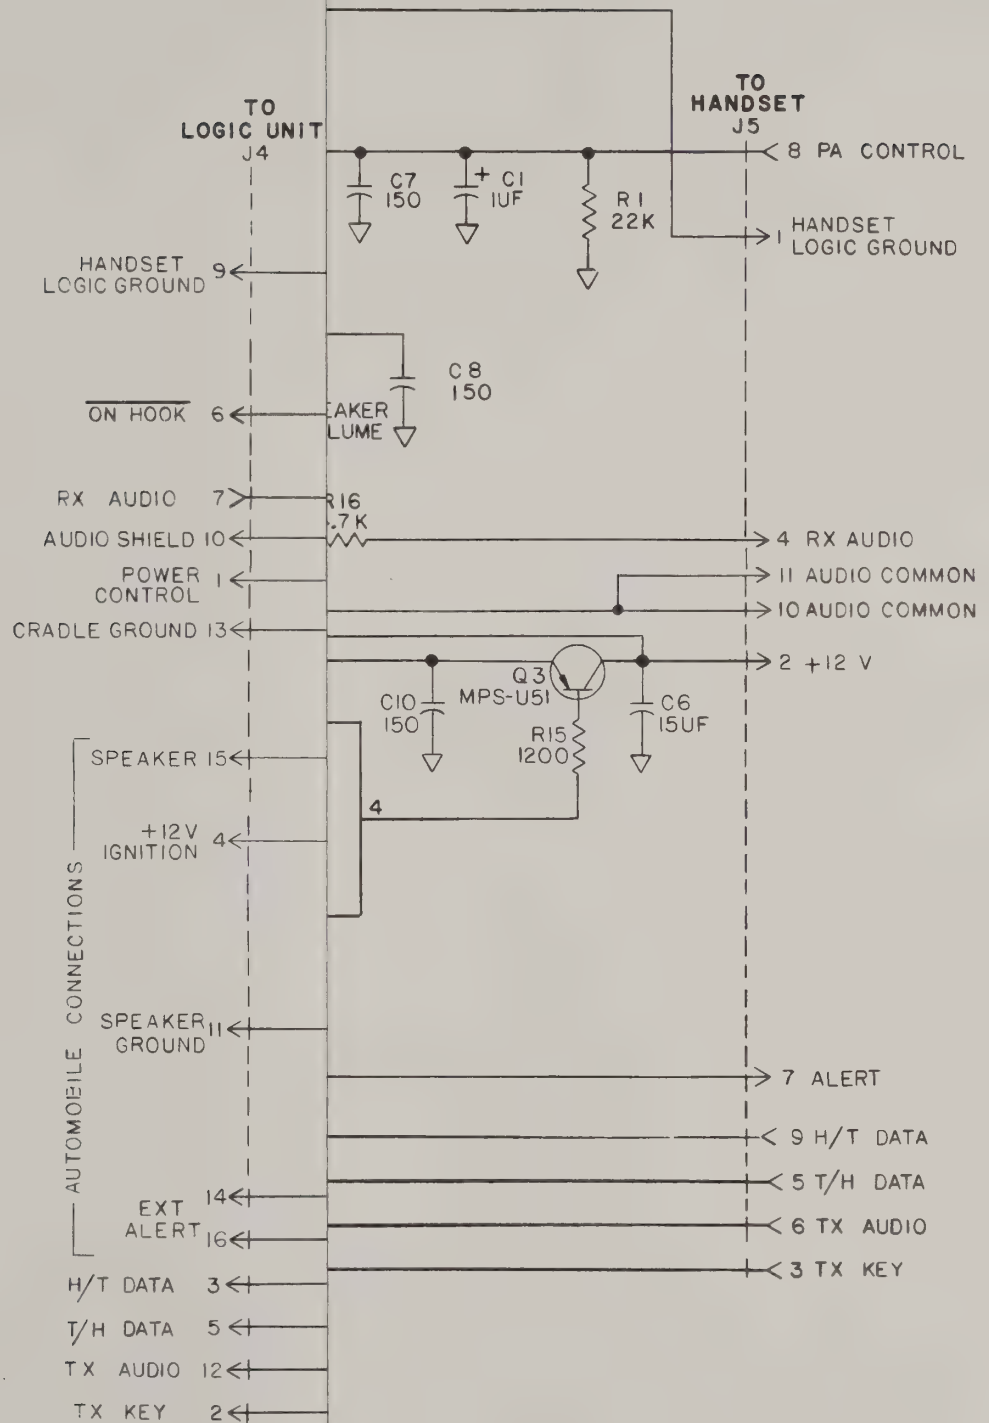 TO
LOGIC UNIT
J4
TO
HANDSET
J5
8 PA CONTROL
C7
150
+ C1
1UF
R1
22K
1 HANDSET
LOGIC GROUND
HANDSET 9
LOGIC GROUND
C8
150
ON HOOK 6
EAKER
LUME
RX AUDIO 7
R16
.7K
AUDIO SHIELD 10
4 RX AUDIO
POWER 1
CONTROL
11 AUDIO COMMON
10 AUDIO COMMON
CRADLE GROUND 13
2 +12 V
Q3
MPS-U51
C10
150
C6
15UF
R15
1200
SPEAKER 15
4
+12V
IGNITION 4
AUTOMOBILE CONNECTIONS
SPEAKER 11
GROUND
7 ALERT
9 H/T DATA
5 T/H DATA
14
EXT
ALERT 16
6 TX AUDIO
3 TX KEY
H/T DATA 3
T/H DATA 5
TX AUDIO 12
TX KEY 2